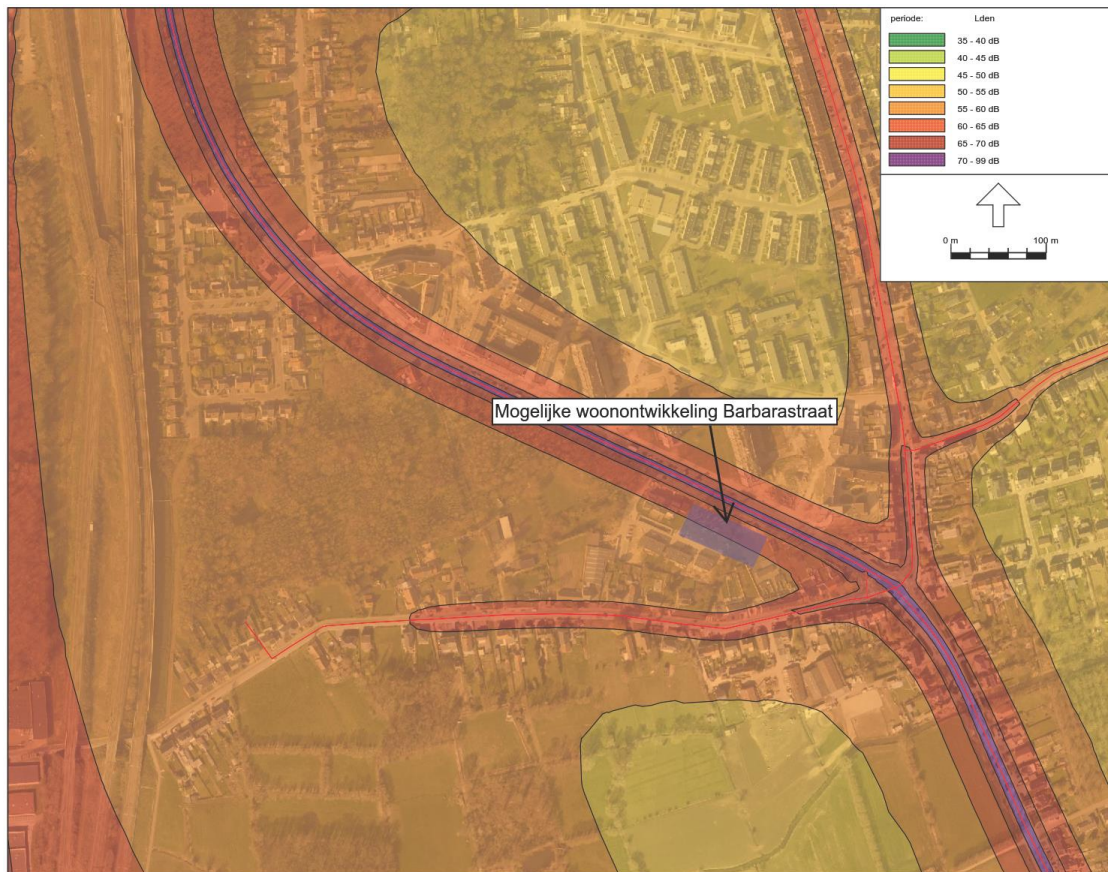 periode: Lden
35 - 40 dB
40 - 45 dB
45 - 50 dB
50 - 55 dB
55 - 60 dB
60 - 65 dB
65 - 70 dB
70 - 99 dB
0 m 100 m
Mogelijke woonontwikkeling Barbarastraat